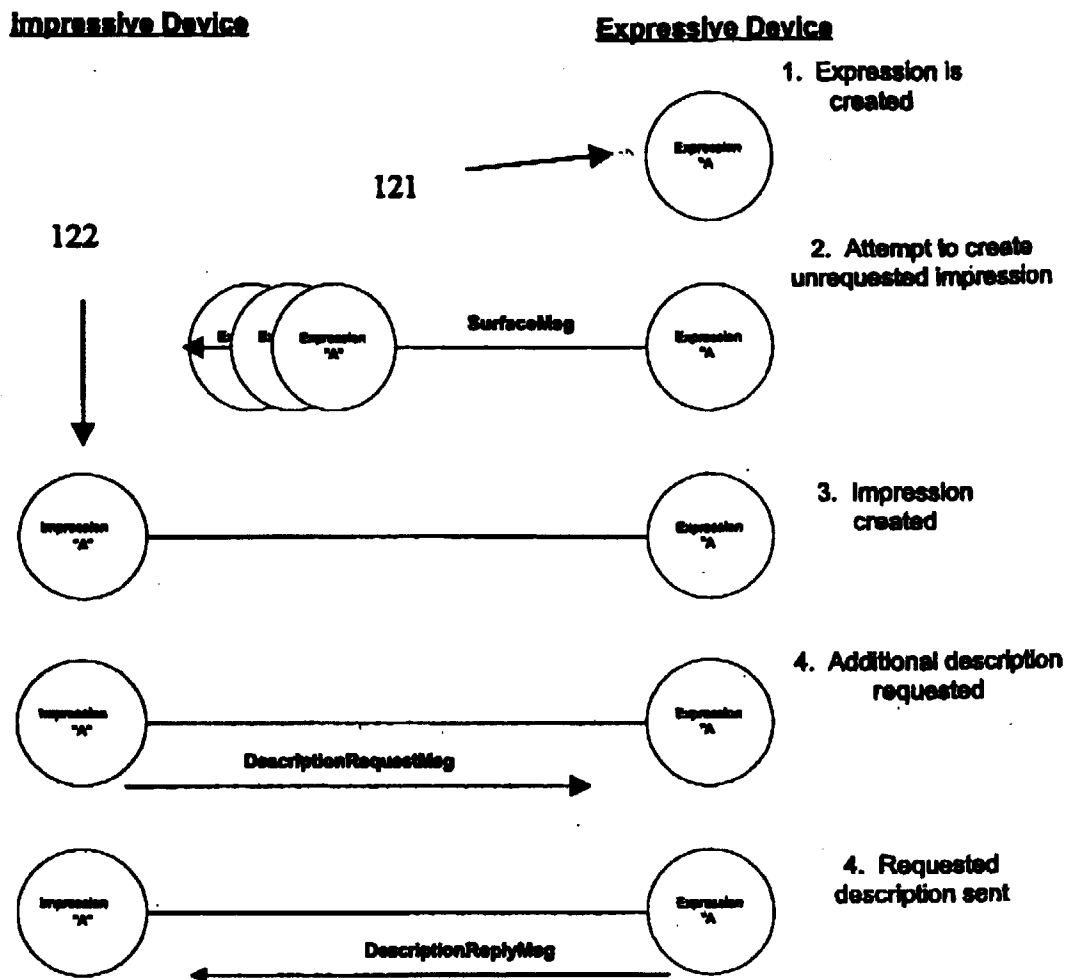 Impressive Device
Expressive Device
1. Expression is
created
Expression
"A
121
122
2. Attempt to create
unrequested impression
Ex
Ex
Expression
"A"
SurfaceMsg
Expression
"A
3. Impression
created
Impression
"A"
Expression
"A
4. Additional description
requested
Impression
"A"
Expression
"A
DescriptionRequestMsg
4. Requested
description sent
Impression
"A"
Expression
"A
DescriptionReplyMsg